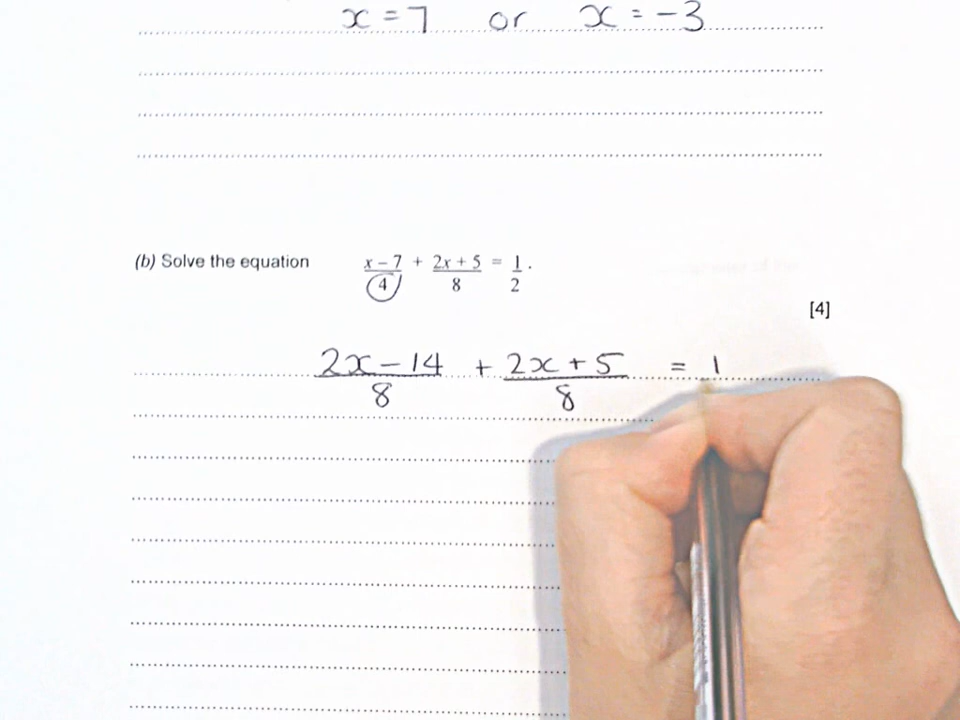 x = 7 or x = -3
(b) Solve the equation x – 7 / 4 + 2x + 5 / 8 = 1 / 2 .
[4]
2x - 14 / 8 + 2x + 5 / 8 = 1